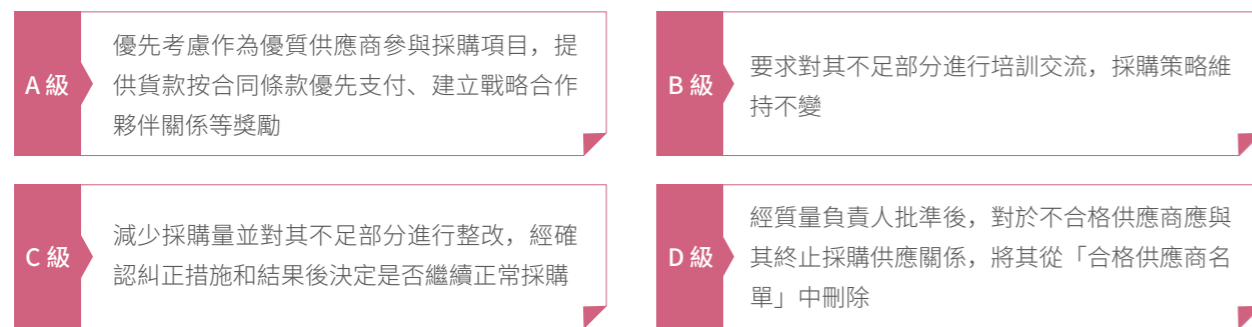 A 級
優先考慮作為優質供應商參與採購項目，提
供貨款按合同條款優先支付、建立戰略合作
夥伴關係等獎勵
B 級
要求對其不足部分進行培訓交流，採購策略維
持不變
C 級
減少採購量並對其不足部分進行整改，經確
認糾正措施和結果後決定是否繼續正常採購
D 級
經質量負責人批準後，對於不合格供應商應與
其終止採購供應關係，將其從「合格供應商名
單」中刪除